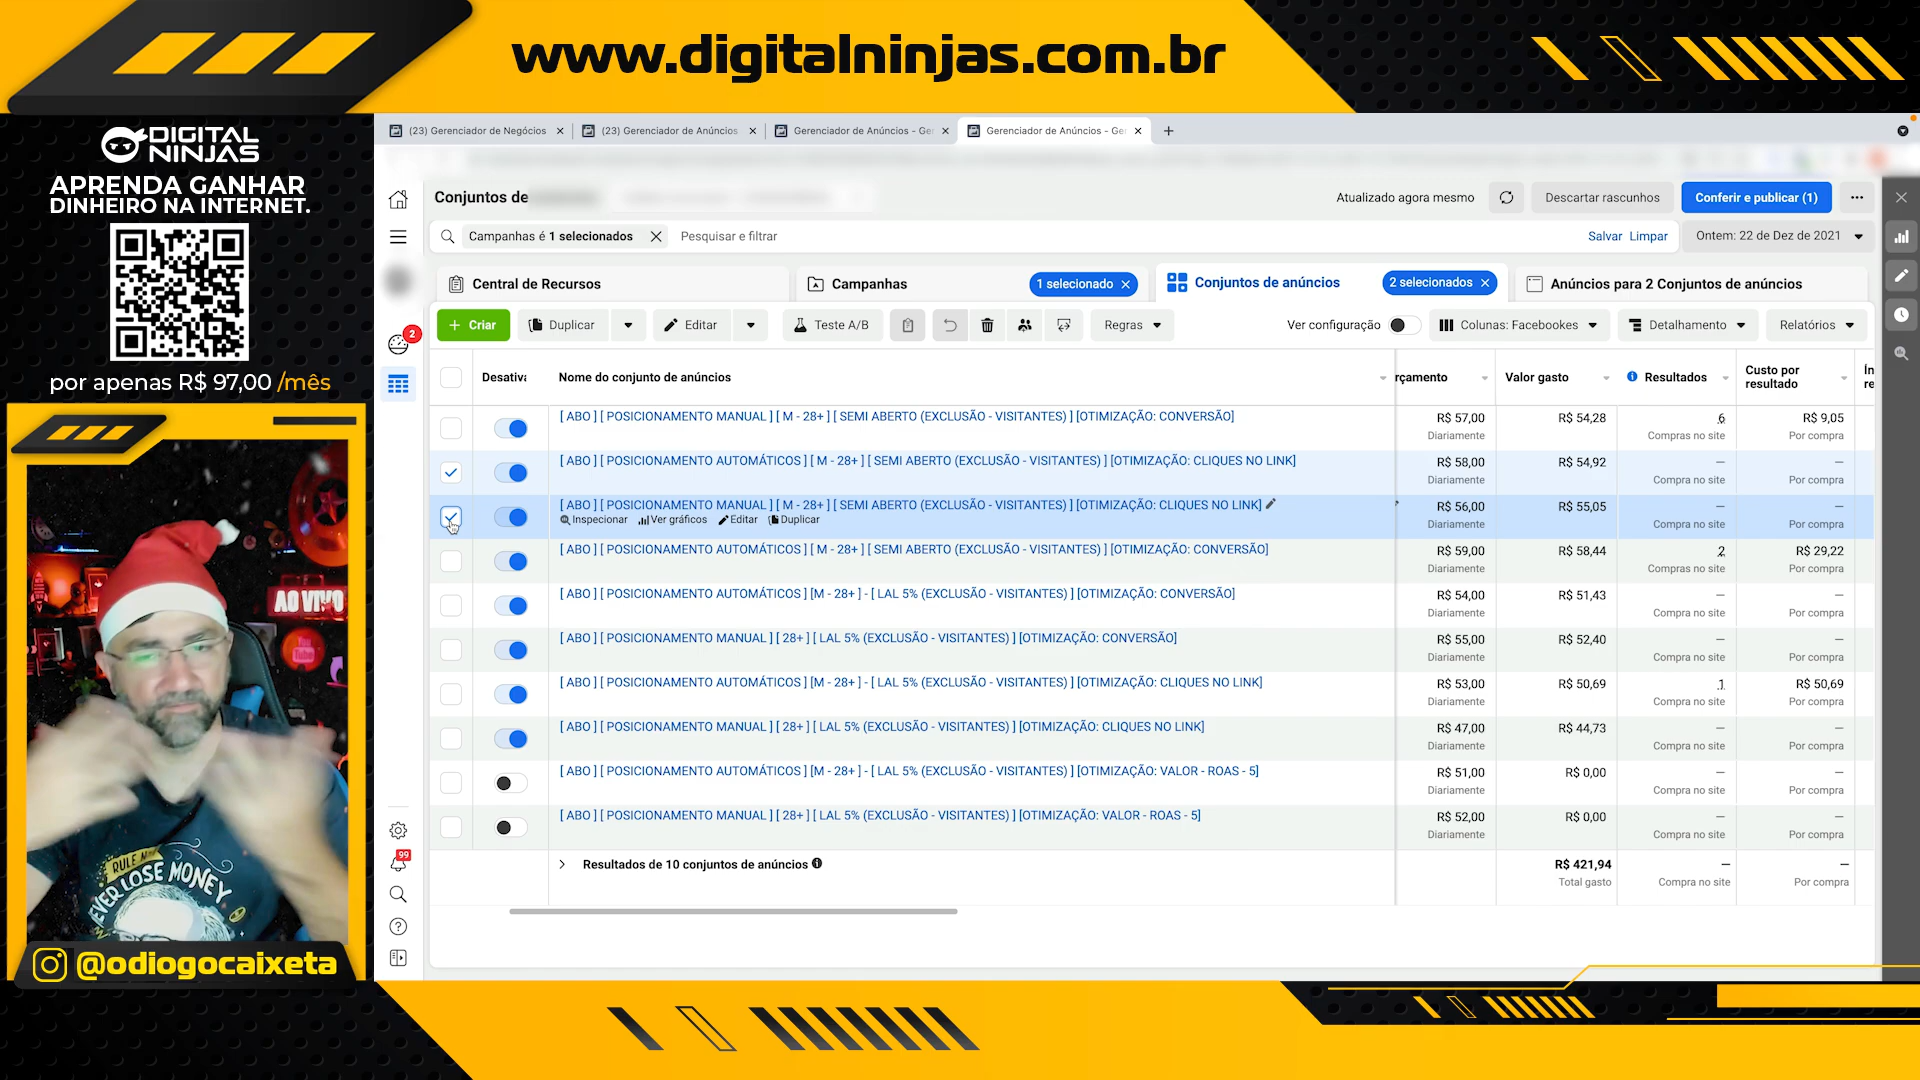 www.digitalninjas.com.br
DIGITAL
NINJAS
APRENDA GANHAR
DINHEIRO NA INTERNET.
por apenas R$ 97,00 /mês
AO VIVO
RULE Nº
NEVER LOSE MONEY
@odiogocaixeta
(23) Gerenciador de Negócios
(23) Gerenciador de Anúncios
Gerenciador de Anúncios - Ger
Gerenciador de Anúncios - Ger
Conjuntos de
Atualizado agora mesmo
Descartar rascunhos
Conferir e publicar (1)
Campanhas é 1 selecionados
Pesquisar e filtrar
Salvar Limpar
Ontem: 22 de Dez de 2021
Central de Recursos
Campanhas
1 selecionado
Conjuntos de anúncios
2 selecionados
Anúncios para 2 Conjuntos de anúncios
2
+ Criar
Duplicar
Editar
Teste A/B
Regras
Ver configuração
Colunas: Facebookes
Detalhamento
Relatórios
Desativa
Nome do conjunto de anúncios
rçamento
Valor gasto
Resultados
Custo por
resultado
Ín
re
[ ABO ] [ POSICIONAMENTO MANUAL ] [ M - 28+ ] [ SEMI ABERTO (EXCLUSÃO - VISITANTES) ] [OTIMIZAÇÃO: CONVERSÃO] R$ 57,00 R$ 54,28 6 R$ 9,05
Diariamente Compras no site Por compra
[ ABO ] [ POSICIONAMENTO AUTOMÁTICOS ] [ M - 28+ ] [ SEMI ABERTO (EXCLUSÃO - VISITANTES) ] [OTIMIZAÇÃO: CLIQUES NO LINK] R$ 58,00 R$ 54,92 — —
Diariamente Compra no site Por compra
[ ABO ] [ POSICIONAMENTO MANUAL ] [ M - 28+ ] [ SEMI ABERTO (EXCLUSÃO - VISITANTES) ] [OTIMIZAÇÃO: CLIQUES NO LINK] R$ 56,00 R$ 55,05 — —
Inspecionar Ver gráficos Editar Duplicar Diariamente Compra no site Por compra
[ ABO ] [ POSICIONAMENTO AUTOMÁTICOS ] [ M - 28+ ] [ SEMI ABERTO (EXCLUSÃO - VISITANTES) ] [OTIMIZAÇÃO: CONVERSÃO] R$ 59,00 R$ 58,44 2 R$ 29,22
Diariamente Compras no site Por compra
[ ABO ] [ POSICIONAMENTO AUTOMÁTICOS ] [M - 28+ ] - [ LAL 5% (EXCLUSÃO - VISITANTES) ] [OTIMIZAÇÃO: CONVERSÃO] R$ 54,00 R$ 51,43 — —
Diariamente Compra no site Por compra
[ ABO ] [ POSICIONAMENTO MANUAL ] [ 28+ ] [ LAL 5% (EXCLUSÃO - VISITANTES) ] [OTIMIZAÇÃO: CONVERSÃO] R$ 55,00 R$ 52,40 — —
Diariamente Compra no site Por compra
[ ABO ] [ POSICIONAMENTO AUTOMÁTICOS ] [M - 28+ ] - [ LAL 5% (EXCLUSÃO - VISITANTES) ] [OTIMIZAÇÃO: CLIQUES NO LINK] R$ 53,00 R$ 50,69 1 R$ 50,69
Diariamente Compra no site Por compra
[ ABO ] [ POSICIONAMENTO MANUAL ] [ 28+ ] [ LAL 5% (EXCLUSÃO - VISITANTES) ] [OTIMIZAÇÃO: CLIQUES NO LINK] R$ 47,00 R$ 44,73 — —
Diariamente Compra no site Por compra
[ ABO ] [ POSICIONAMENTO AUTOMÁTICOS ] [M - 28+ ] - [ LAL 5% (EXCLUSÃO - VISITANTES) ] [OTIMIZAÇÃO: VALOR - ROAS - 5] R$ 51,00 R$ 0,00 — —
Diariamente Compra no site Por compra
[ ABO ] [ POSICIONAMENTO MANUAL ] [ 28+ ] [ LAL 5% (EXCLUSÃO - VISITANTES) ] [OTIMIZAÇÃO: VALOR - ROAS - 5] R$ 52,00 R$ 0,00 — —
Diariamente Compra no site Por compra
Resultados de 10 conjuntos de anúncios R$ 421,94 — —
Total gasto Compra no site Por compra
99